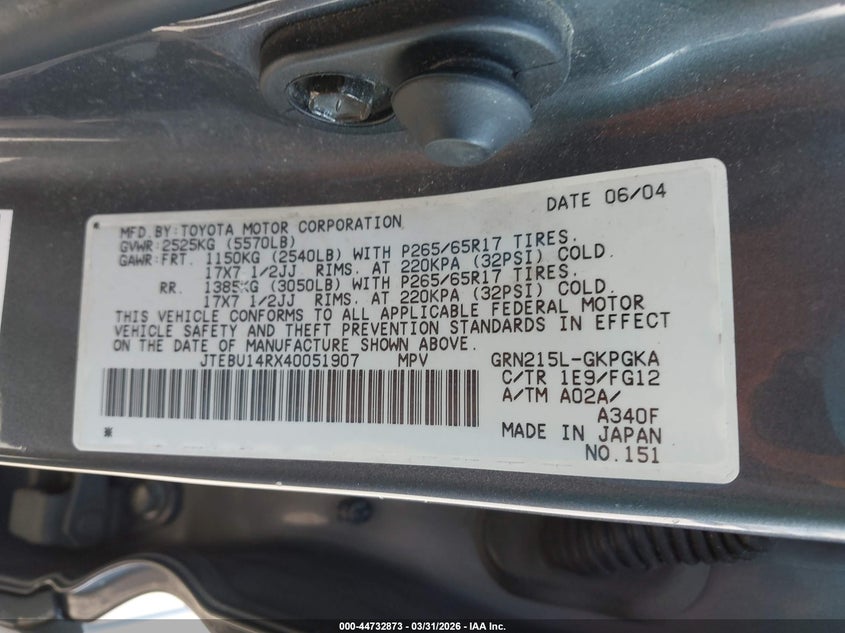 DATE 06/04
MFD.BY:TOYOTA MOTOR CORPORATION
GVWR:2525KG (5570LB)
GAWR:FRT. 1150KG (2540LB) WITH P265/65R17 TIRES.
17X7 1/2JJ RIMS. AT 220KPA (32PSI) COLD.
RR. 1385KG (3050LB) WITH P265/65R17 TIRES.
17X7 1/2JJ RIMS. AT 220KPA (32PSI) COLD.
THIS VEHICLE CONFORMS TO ALL APPLICABLE FEDERAL MOTOR
VEHICLE SAFETY AND THEFT PREVENTION STANDARDS IN EFFECT
ON THE DATE OF MANUFACTURE SHOWN ABOVE.
JTEBU14RX40051907 MPV GRN215L-GKPGKA
C/TR 1E9/FG12
A/TM A02A/
A340F
MADE IN JAPAN
NO.151
000-44732873 - 03/31/2026 - IAA Inc.